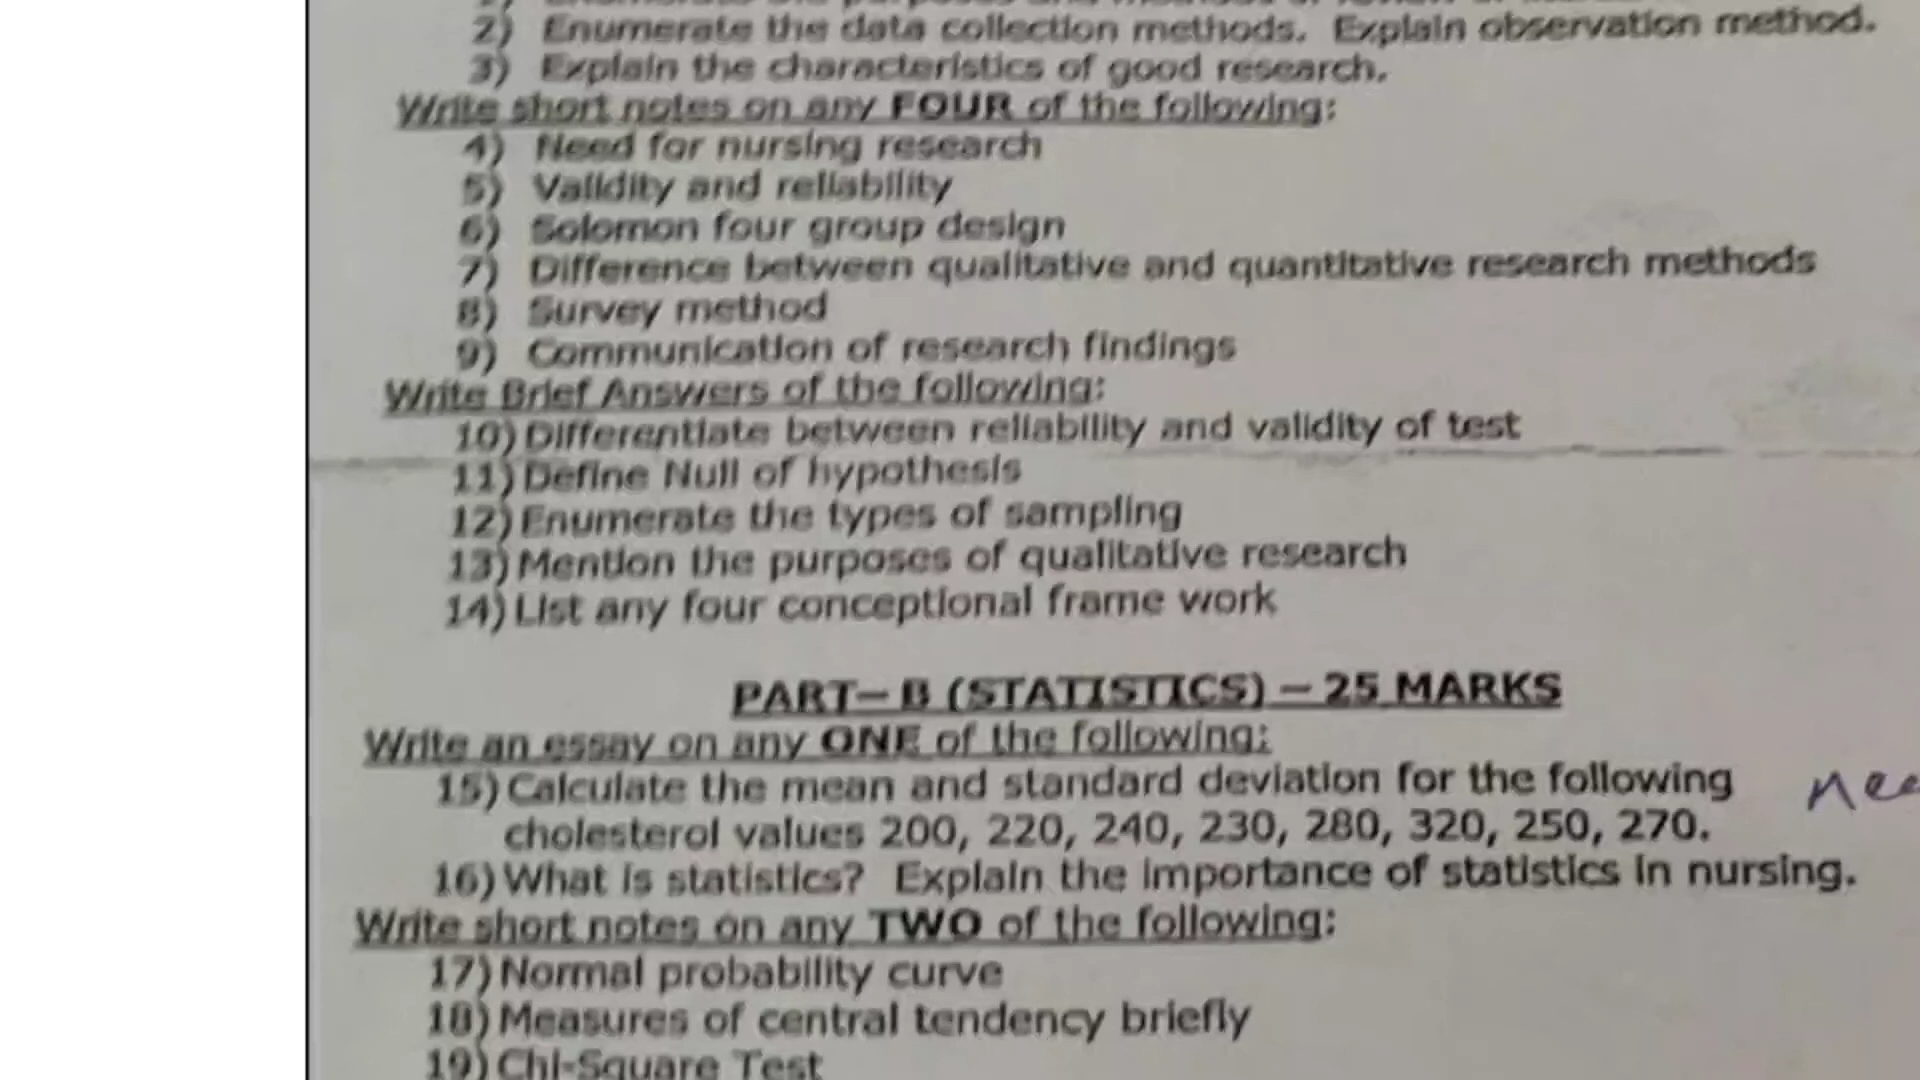 2) Enumerate the data collection methods. Explain observation method.
3) Explain the characteristics of good research.
Write short notes on any FOUR of the following:
4) Need for nursing research
5) Validity and reliability
6) Solomon four group design
7) Difference between qualitative and quantitative research methods
8) Survey method
9) Communication of research findings
Write Brief Answers of the following:
10) Differentiate between reliability and validity of test
11) Define Null of hypothesis
12) Enumerate the types of sampling
13) Mention the purposes of qualitative research
14) List any four conceptional frame work
PART– B (STATISTICS) – 25 MARKS
Write an essay on any ONE of the following:
15) Calculate the mean and standard deviation for the following
cholesterol values 200, 220, 240, 230, 280, 320, 250, 270.
16) What is statistics? Explain the importance of statistics in nursing.
Write short notes on any TWO of the following:
17) Normal probability curve
18) Measures of central tendency briefly
19) Chi-Square Test